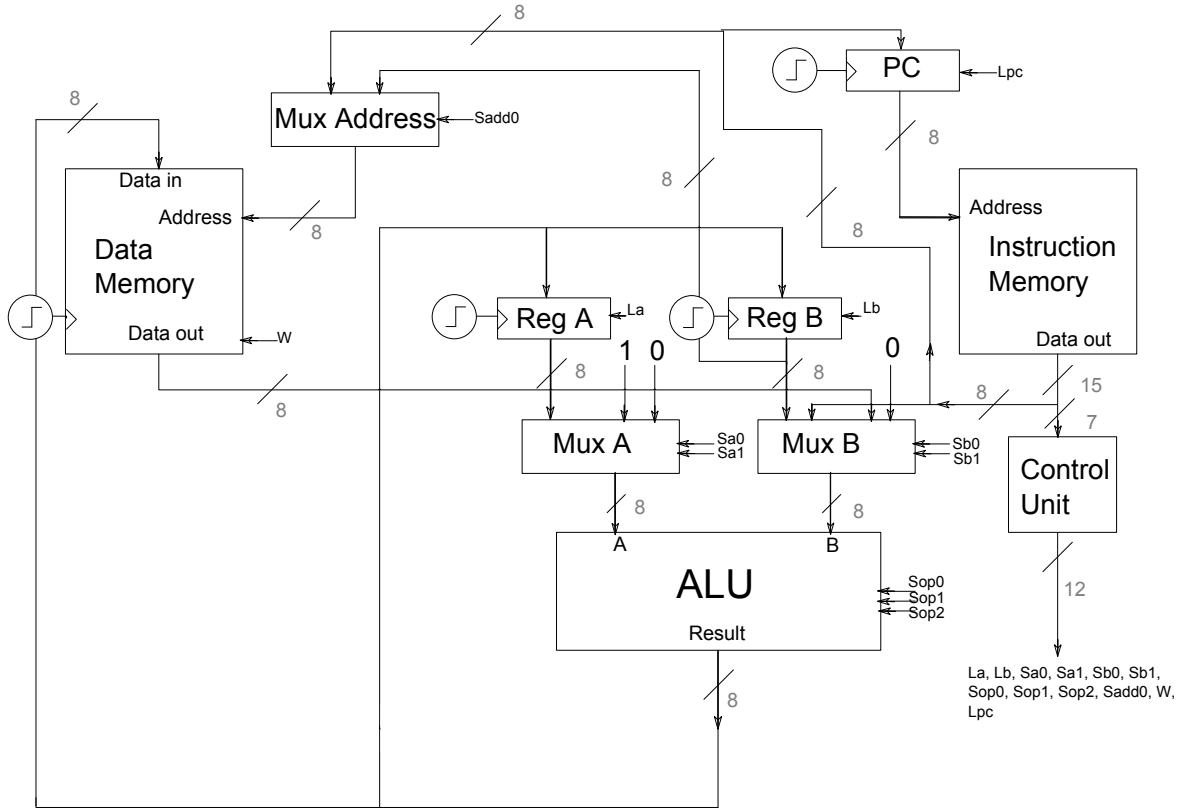 8
PC
Lpc
8
Mux Address
Sadd0
8
8
8
8
8
Data in
Address
Data
Memory
Data out
W
Address
Instruction
Memory
Data out
Reg A
La
Reg B
Lb
1 0
0
8
8
8
8
15
7
Mux A
Sa0
Sa1
Mux B
Sb0
Sb1
Control
Unit
8
8
A
B
ALU
Sop0
Sop1
Sop2
Result
12
8
La, Lb, Sa0, Sa1, Sb0, Sb1,
Sop0, Sop1, Sop2, Sadd0, W,
Lpc